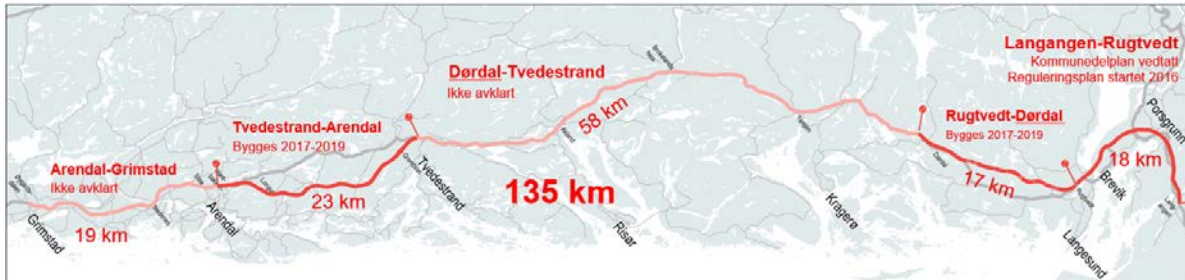 Langangen-Rugtvedt
Kommunedelplan vedtatt
Reguleringsplan startet 2016
Dørdal-Tvedestrand
Ikke avklart
Rugtvedt-Dørdal
Bygges 2017-2019
Tvedestrand-Arendal
Bygges 2017-2019
Arendal-Grimstad
Ikke avklart
135 km
19 km
23 km
58 km
17 km
18 km
Grimstad
Arendal
Tvedestrand
Risør
Kragerø
Langesund
Brevik
Porsgrunn